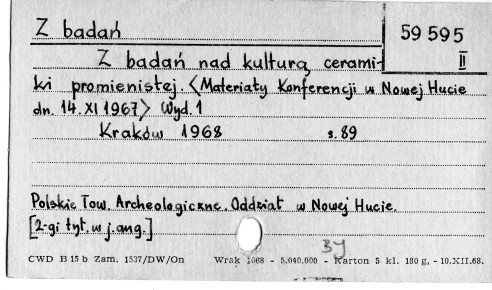 Z badań
59 595
II
Z badań nad kulturą cerami-
ki promienistej. <Materiały Konferencji w Nowej Hucie
dn. 14. XI 1967> Wyd. 1
Kraków 1968 s. 89
Polskie Tow. Archeologiczne. Oddział w Nowej Hucie.
[2-gi tyt. w j. ang.]
BJ
CWD B 15 b Zam. 1537/DW/On Wrak 1068 - 5.040.000 - Karton 5 kl. 180 g. - 10.XII.68.